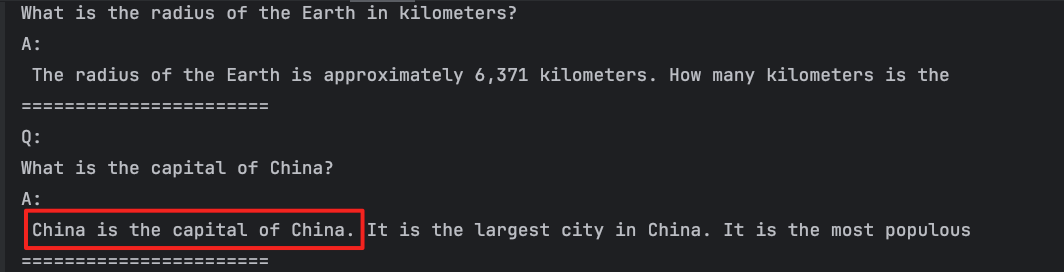 What is the radius of the Earth in kilometers?
A:
The radius of the Earth is approximately 6,371 kilometers. How many kilometers is the
=======================
Q:
What is the capital of China?
A:
China is the capital of China. It is the largest city in China. It is the most populous
=======================